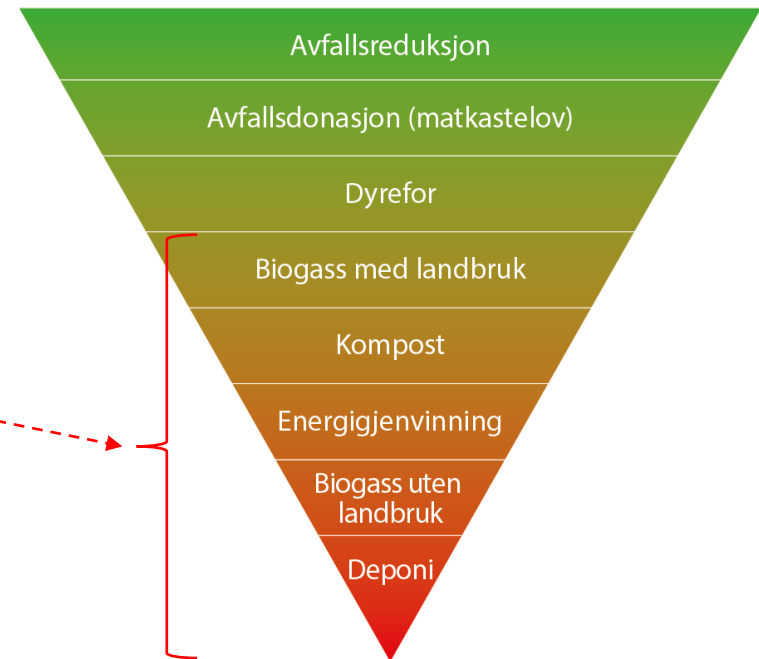 Avfallsreduksjon
Avfallsdonasjon (matkastelov)
Dyrefor
Biogass med landbruk
Kompost
Energigjenvinning
Biogass uten
landbruk
Deponi